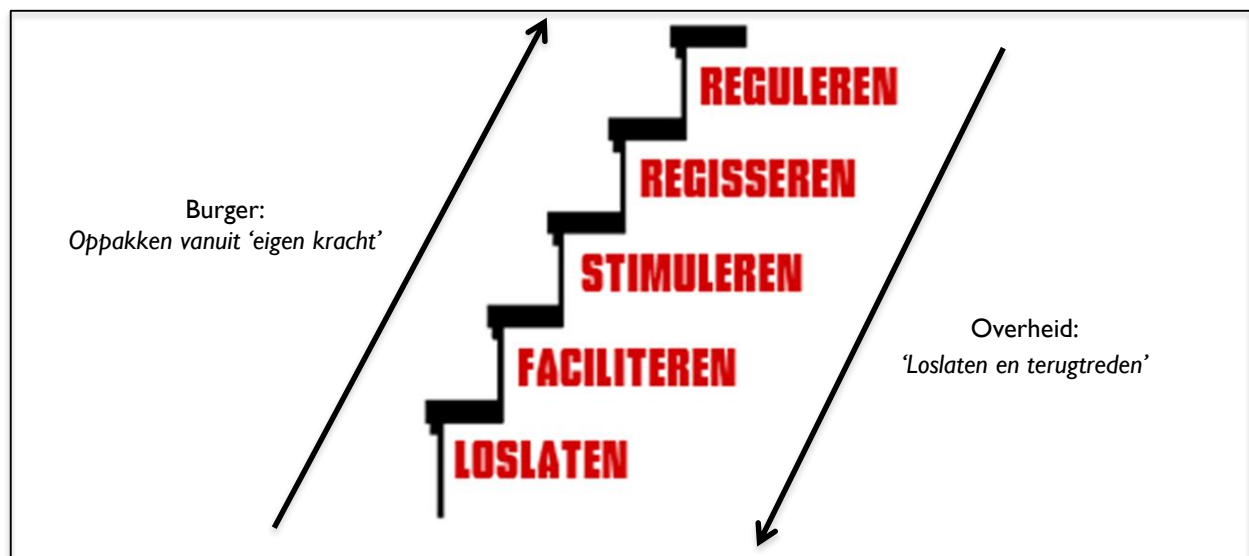 REGULEREN
REGISSEREN
Burger:
Oppakken vanuit ‘eigen kracht’
STIMULEREN
Overheid:
‘Loslaten en terugtreden’
FACILITEREN
LOSLATEN